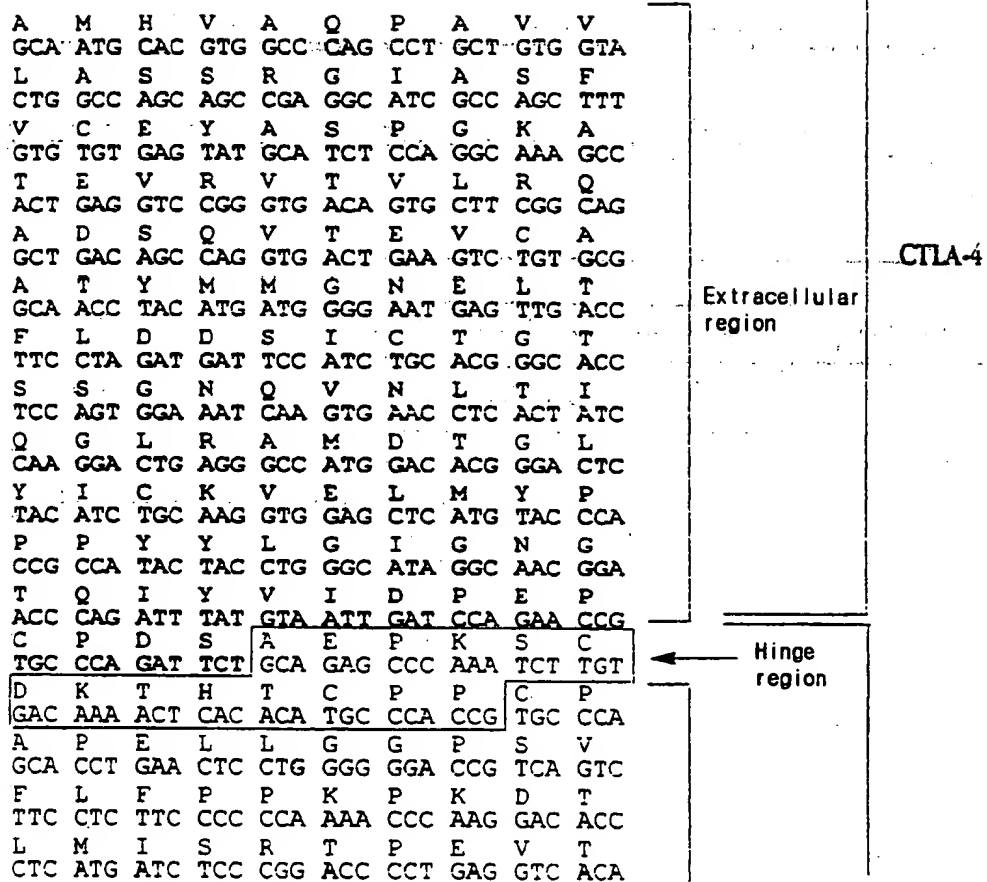 A M H V A Q P A V V
GCA ATG CAC GTG GCC CAG CCT GCT GTG GTA
L A S S R G I A S F
CTG GCC AGC AGC CGA GGC ATC GCC AGC TTT
V C E Y A S P G K A
GTG TGT GAG TAT GCA TCT CCA GGC AAA GCC
T E V R V T V L R Q
ACT GAG GTC CGG GTG ACA GTG CTT CGG CAG
A D S Q V T E V C A
GCT GAC AGC CAG GTG ACT GAA GTC TGT GCG
CTLA-4
A T Y M M G N E L T
GCA ACC TAC ATG ATG GGG AAT GAG TTG ACC
Extracellular
region
F L D D S I C T G T
TTC CTA GAT GAT TCC ATC TGC ACG GGC ACC
S S G N Q V N L T I
TCC AGT GGA AAT CAA GTG AAC CTC ACT ATC
Q G L R A M D T G L
CAA GGA CTG AGG GCC ATG GAC ACG GGA CTC
Y I C K V E L M Y P
TAC ATC TGC AAG GTG GAG CTC ATG TAC CCA
P P Y Y L G I G N G
CCG CCA TAC TAC CTG GGC ATA GGC AAC GGA
T Q I Y V I D P E P
ACC CAG ATT TAT GTA ATT GAT CCA GAA CCG
C P D S A E P K S C
TGC CCA GAT TCT GCA GAG CCC AAA TCT TGT
Hinge
region
D K T H T C P P C P
GAC AAA ACT CAC ACA TGC CCA CCG TGC CCA
A P E L L G G P S V
GCA CCT GAA CTC CTG GGG GGA CCG TCA GTC
F L F P P K P K D T
TTC CTC TTC CCC CCA AAA CCC AAG GAC ACC
L M I S R T P E V T
CTC ATG ATC TCC CGG ACC CCT GAG GTC ACA